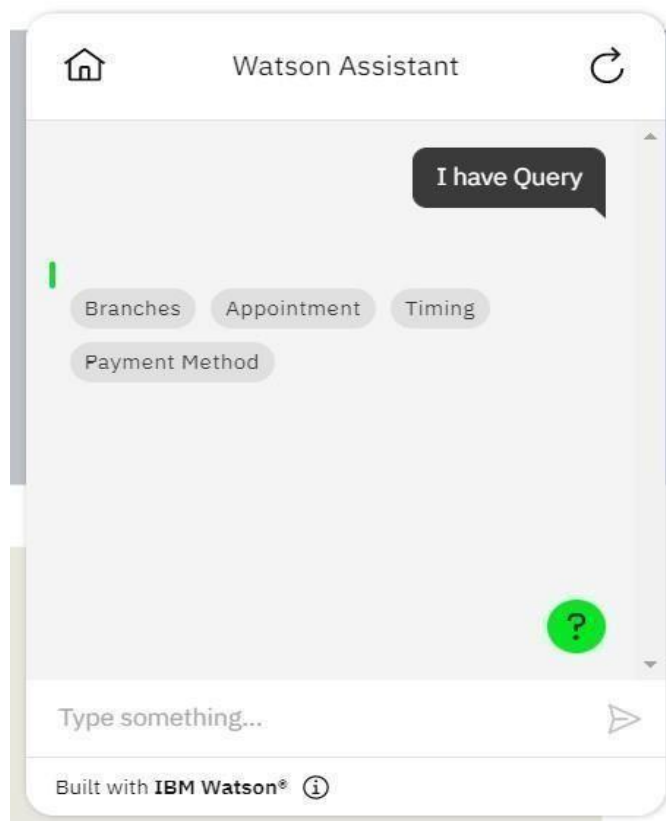 Watson Assistant
I have Query
Branches Appointment Timing
Payment Method
?
Type something...
Built with IBM Watson®